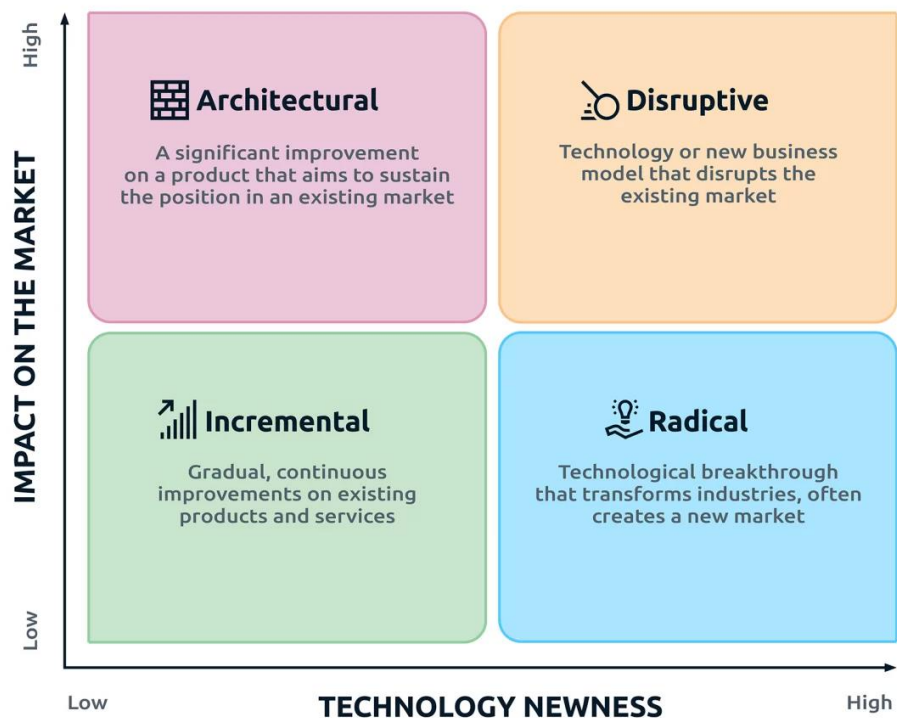 High
IMPACT ON THE MARKET
Low
Architectural
A significant improvement
on a product that aims to sustain
the position in an existing market
Disruptive
Technology or new business
model that disrupts the
existing market
Incremental
Gradual, continuous
improvements on existing
products and services
Radical
Technological breakthrough
that transforms industries, often
creates a new market
Low
TECHNOLOGY NEWNESS
High